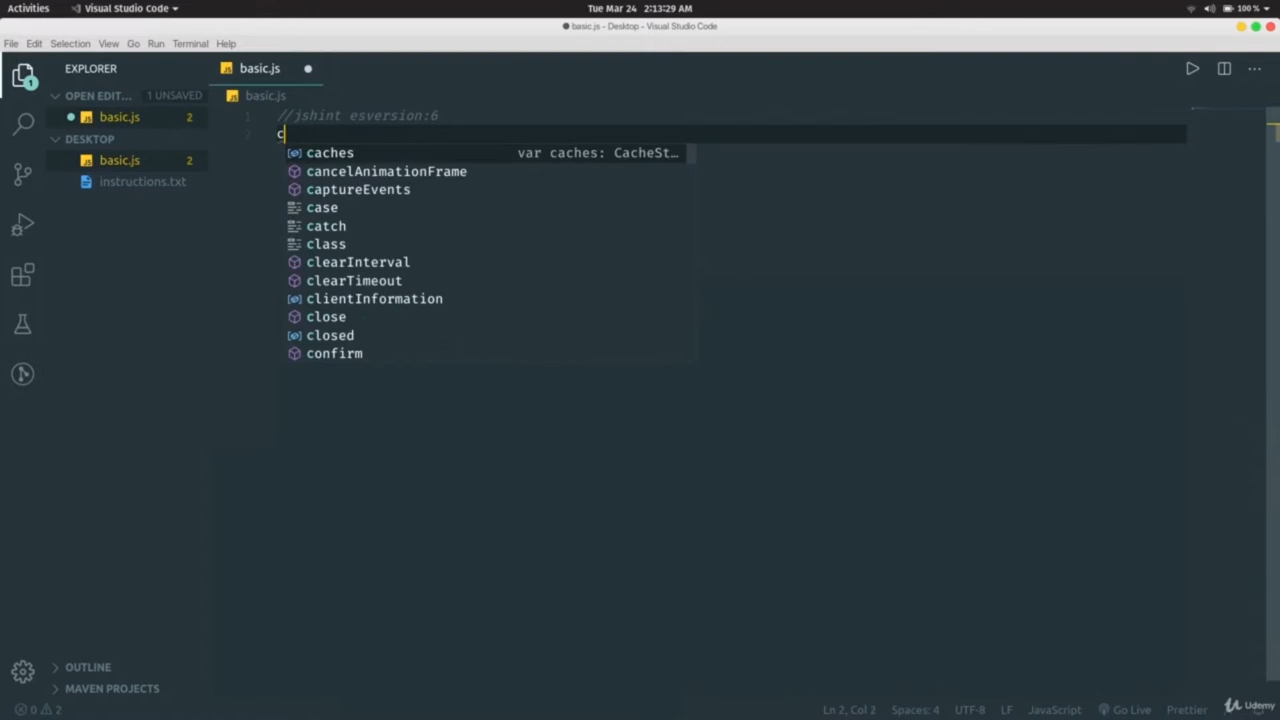 Activities Visual Studio Code Tue Mar 24 2:13:29 AM 100 %
basic.js - Desktop - Visual Studio Code
File Edit Selection View Go Run Terminal Help
EXPLORER basic.js
OPEN EDIT... 1 UNSAVED basic.js
basic.js 2 1 //jshint esversion:6
DESKTOP 2 c
basic.js 2 caches var caches: CacheSt...
instructions.txt cancelAnimationFrame
captureEvents
case
catch
class
clearInterval
clearTimeout
clientInformation
close
closed
confirm
OUTLINE
MAVEN PROJECTS
0 2 Ln 2, Col 2 Spaces: 4 UTF-8 LF JavaScript Go Live Prettier Udemy
1